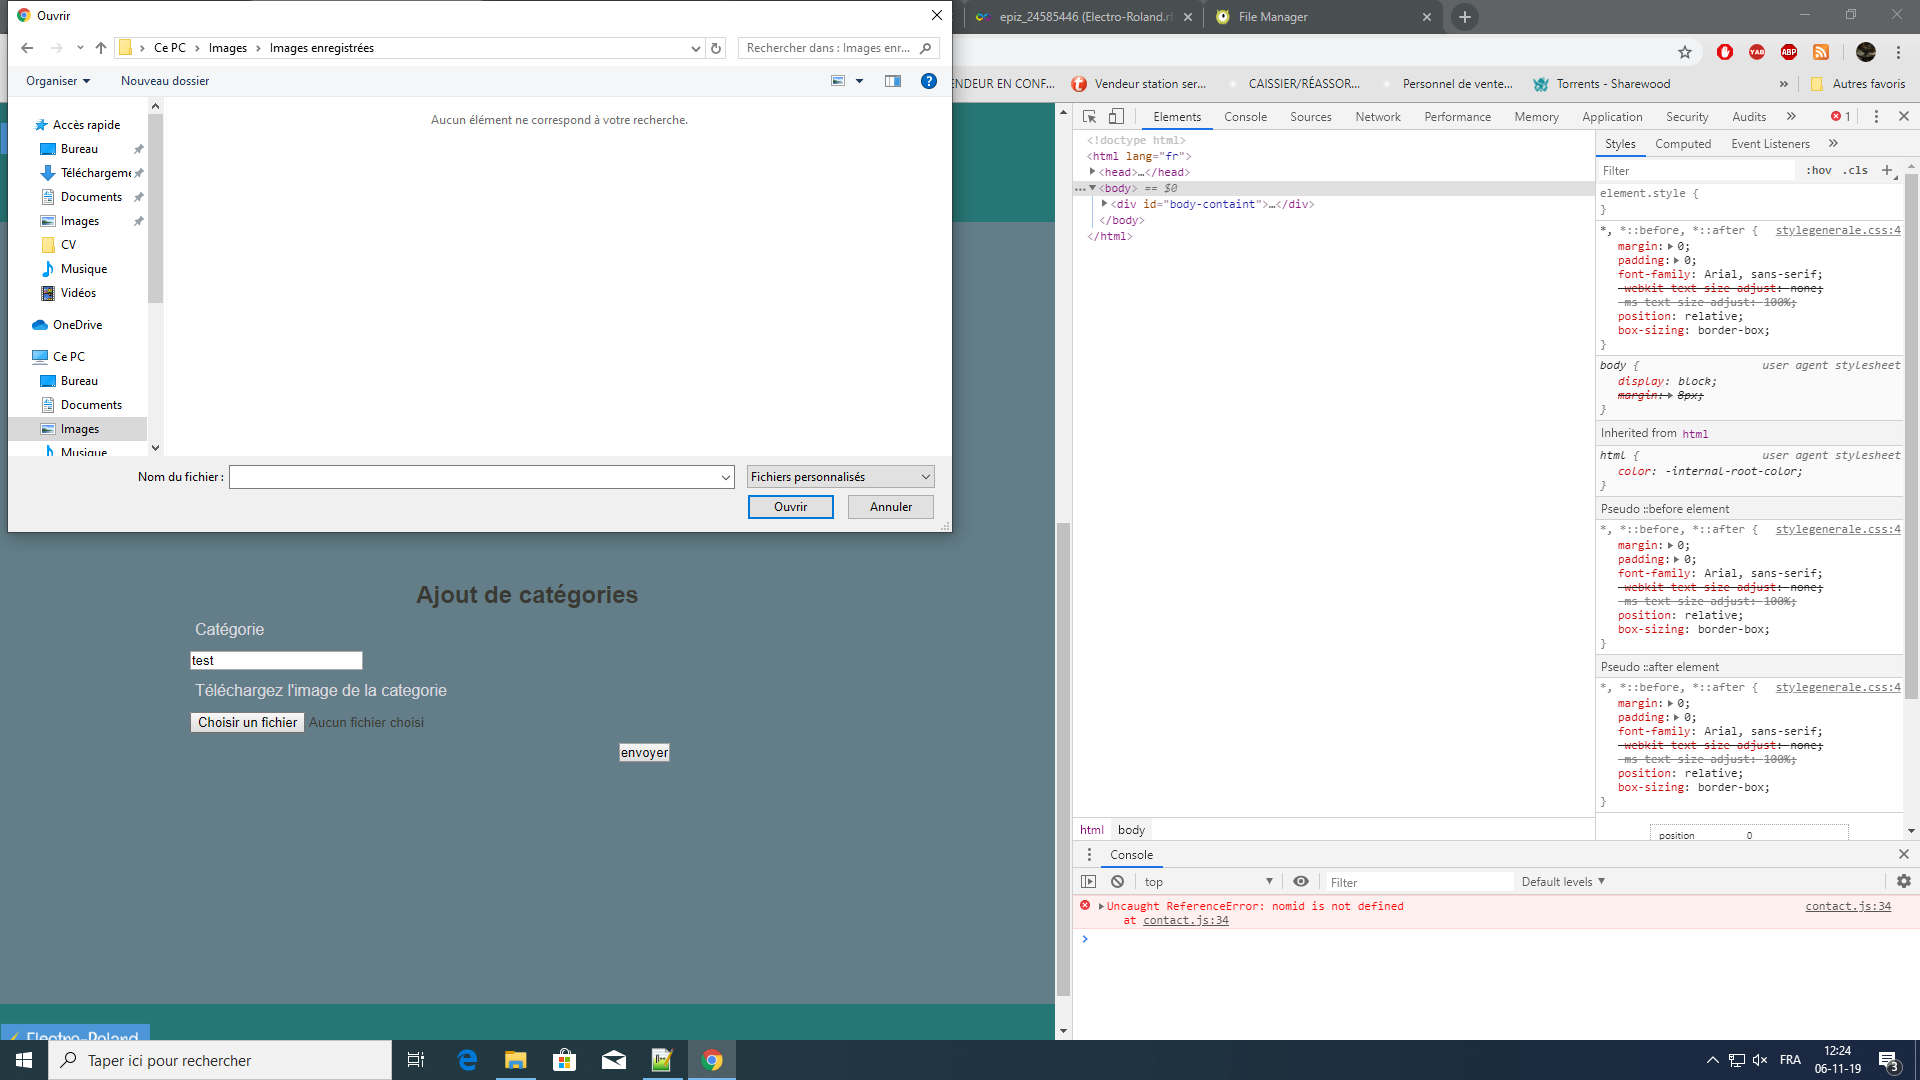 Ouvrir
epiz_24585446 (Electro-Roland.rf
File Manager
Ce PC > Images > Images enregistrées
Rechercher dans : Images enr...
Organiser
Nouveau dossier
ENDEUR EN CONF...
Vendeur station ser...
CAISSIER/RÉASSOR...
Personnel de vente...
Torrents - Sharewood
»
Autres favoris
Aucun élément ne correspond à votre recherche.
Accès rapide
Bureau
Téléchargeme
Documents
Images
CV
Musique
Vidéos
OneDrive
Ce PC
Bureau
Documents
Images
Musique
Nom du fichier :
Fichiers personnalisés
Ouvrir
Annuler
Ajout de catégories
Catégorie
test
Téléchargez l'image de la categorie
Choisir un fichier Aucun fichier choisi
envoyer
Electro-Roland
Elements Console Sources Network Performance Memory Application Security Audits » 1
<!doctype html>
<html lang="fr">
<head>…</head>
<body> == $0
<div id="body-containt">…</div>
</body>
</html>
html body
Styles Computed Event Listeners »
Filter :hov .cls +
element.style {
}
*, *::before, *::after { stylegenerale.css:4
margin: 0;
padding: 0;
font-family: Arial, sans-serif;
-webkit-text-size-adjust: none;
-ms-text-size-adjust: 100%;
position: relative;
box-sizing: border-box;
}
body { user agent stylesheet
display: block;
margin: 8px;
}
Inherited from html
html { user agent stylesheet
color: -internal-root-color;
}
Pseudo ::before element
*, *::before, *::after { stylegenerale.css:4
margin: 0;
padding: 0;
font-family: Arial, sans-serif;
-webkit-text-size-adjust: none;
-ms-text-size-adjust: 100%;
position: relative;
box-sizing: border-box;
}
Pseudo ::after element
*, *::before, *::after { stylegenerale.css:4
margin: 0;
padding: 0;
font-family: Arial, sans-serif;
-webkit-text-size-adjust: none;
-ms-text-size-adjust: 100%;
position: relative;
box-sizing: border-box;
}
position 0
Console
top Filter Default levels
Uncaught ReferenceError: nomid is not defined contact.js:34
at contact.js:34
Taper ici pour rechercher
FRA
12:24
06-11-19
3
YAB
ABP